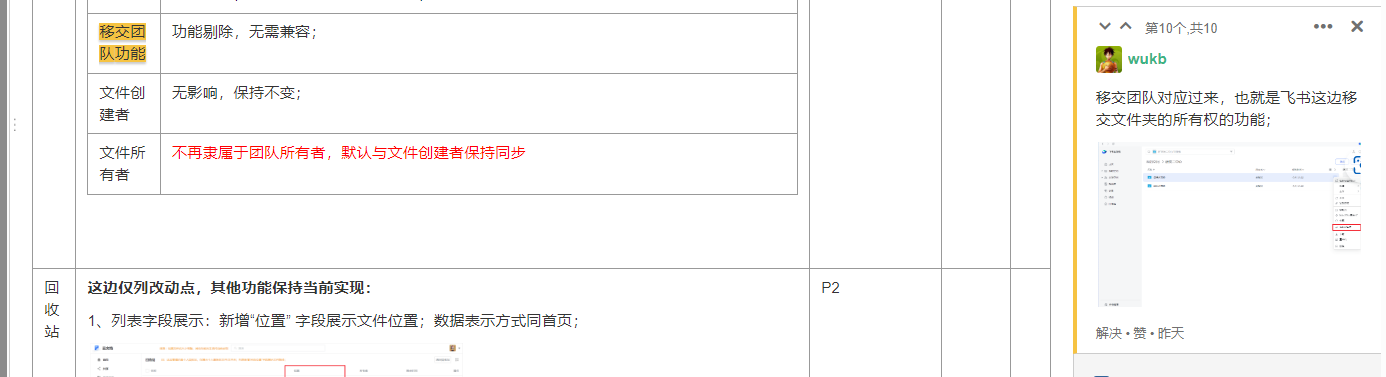 移交团
队功能
功能剔除，无需兼容；
文件创
建者
无影响，保持不变；
文件所
有者
不再隶属于团队所有者，默认与文件创建者保持同步
回
收
站
这边仅列改动点，其他功能保持当前实现：
1、列表字段展示：新增“位置” 字段展示文件位置；数据表示方式同首页；
P2
第10个,共10
wukb
移交团队对应过来，也就是飞书这边移
交文件夹的所有权的功能；
解决 • 赞 • 昨天